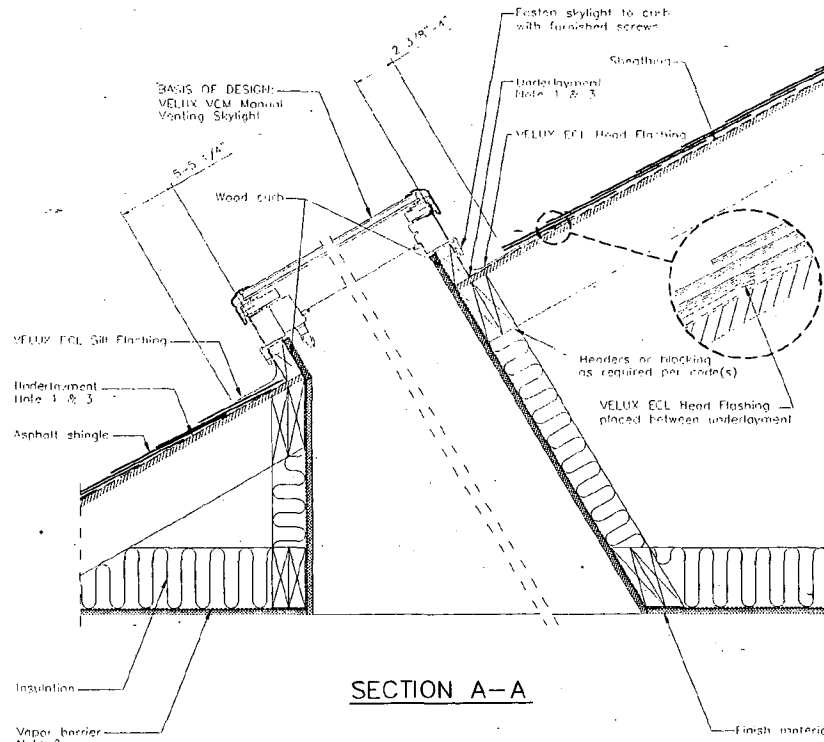 Fasten skylight to curb
with furnished screws
2 3/8"-4"
Sheathing
BASIS OF DESIGN:
VELUX VCM Manual
Venting Skylight
Underlayment
Note 1 & 3
VELUX ECL Head Flashing
5-5 1/4"
Wood curb
VELUX ECL Sill Flashing
Underlayment
Note 1 & 3
Asphalt shingle
Headers or blocking
as required per code(s)
VELUX ECL Head Flashing
placed between underlayment
SECTION A-A
Insulation
Vapor barrier
Finish material